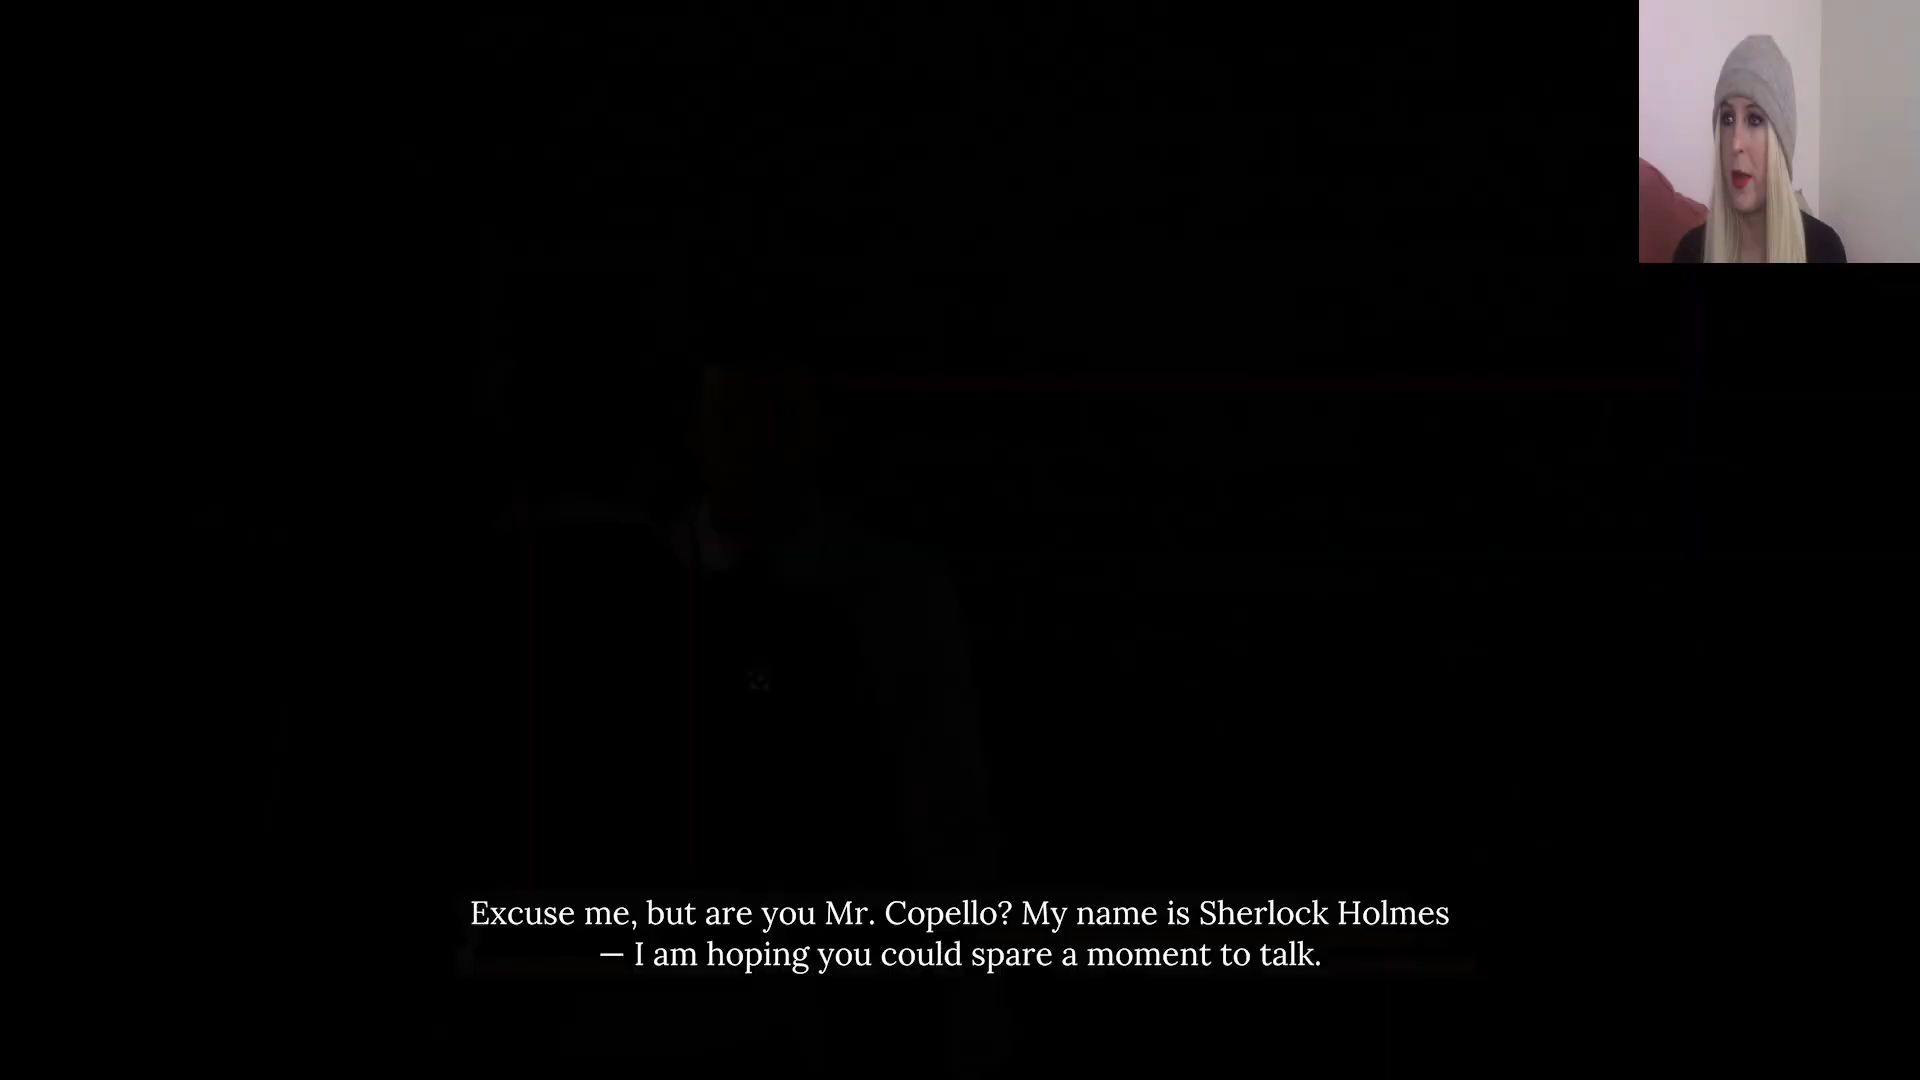 Excuse me, but are you Mr. Copello? My name is Sherlock Holmes
— I am hoping you could spare a moment to talk.